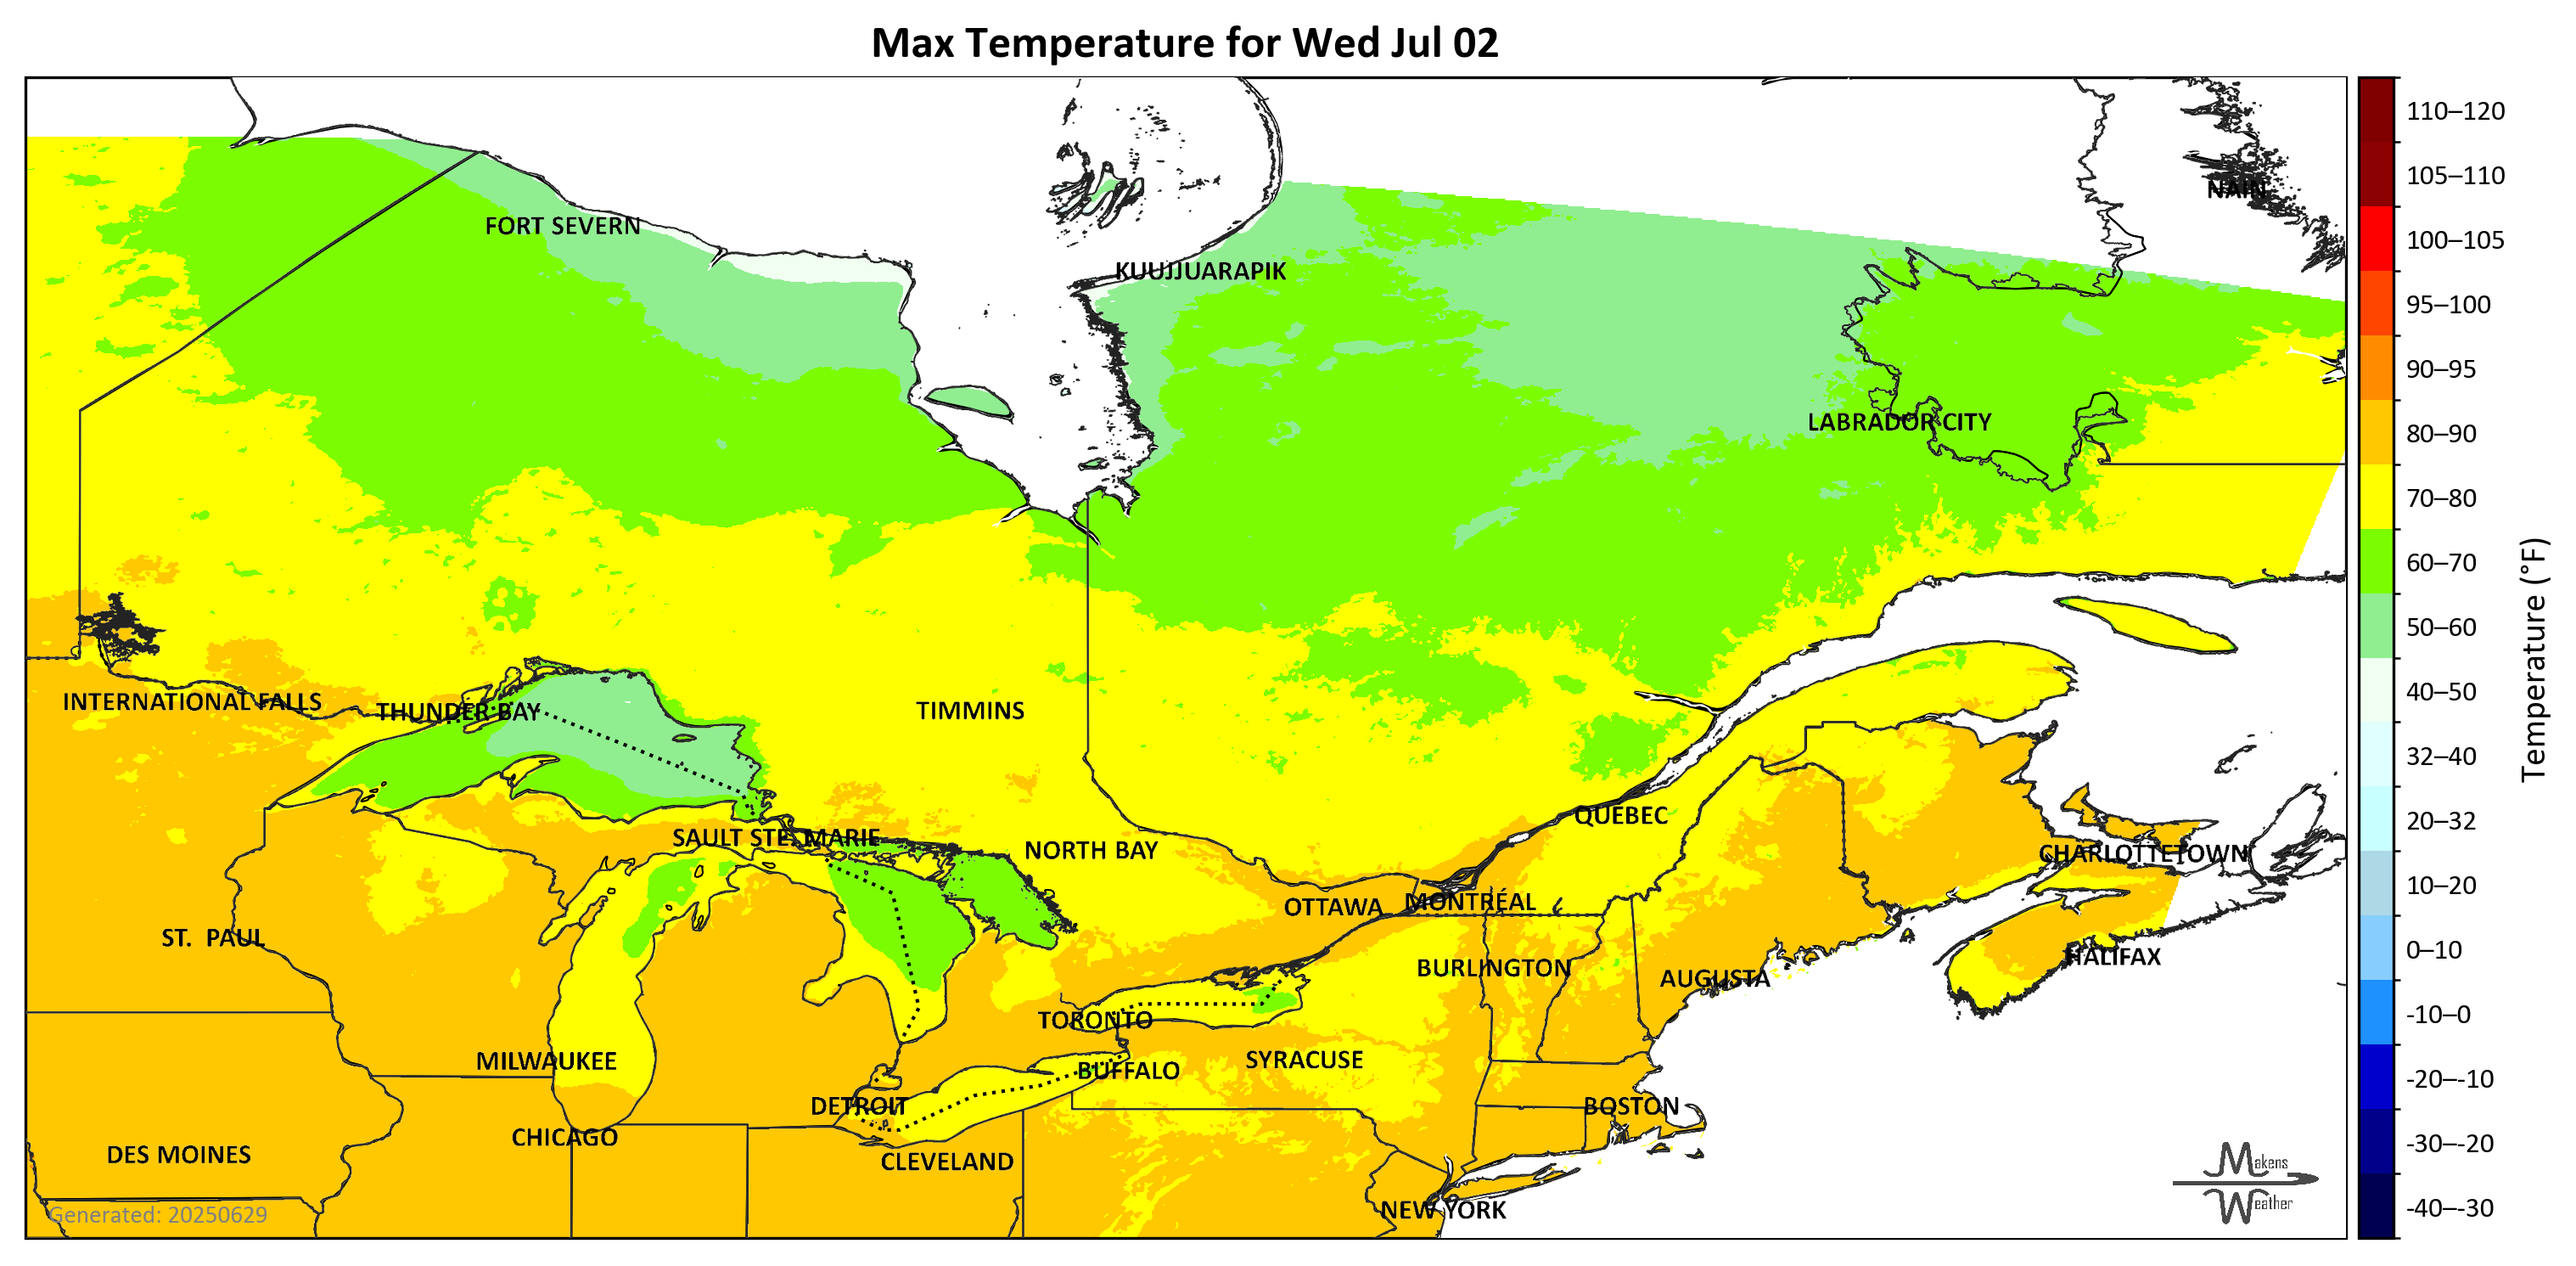 Max Temperature for Wed Jul 02
NAIN
FORT SEVERN
KUUJJUARAPIK
LABRADOR CITY
INTERNATIONAL FALLS
THUNDER BAY
TIMMINS
QUEBEC
SAULT STE. MARIE
NORTH BAY
CHARLOTTETOWN
OTTAWA
MONTRÉAL
ST. PAUL
HALIFAX
BURLINGTON
AUGUSTA
TORONTO
MILWAUKEE
SYRACUSE
BUFFALO
DETROIT
BOSTON
CHICAGO
DES MOINES
CLEVELAND
NEW YORK
Generated: 20250629
Makens
Weather
110–120
105–110
100–105
95–100
90–95
80–90
70–80
60–70
50–60
40–50
32–40
20–32
10–20
0–10
-10–0
-20–-10
-30–-20
-40–-30
Temperature (°F)